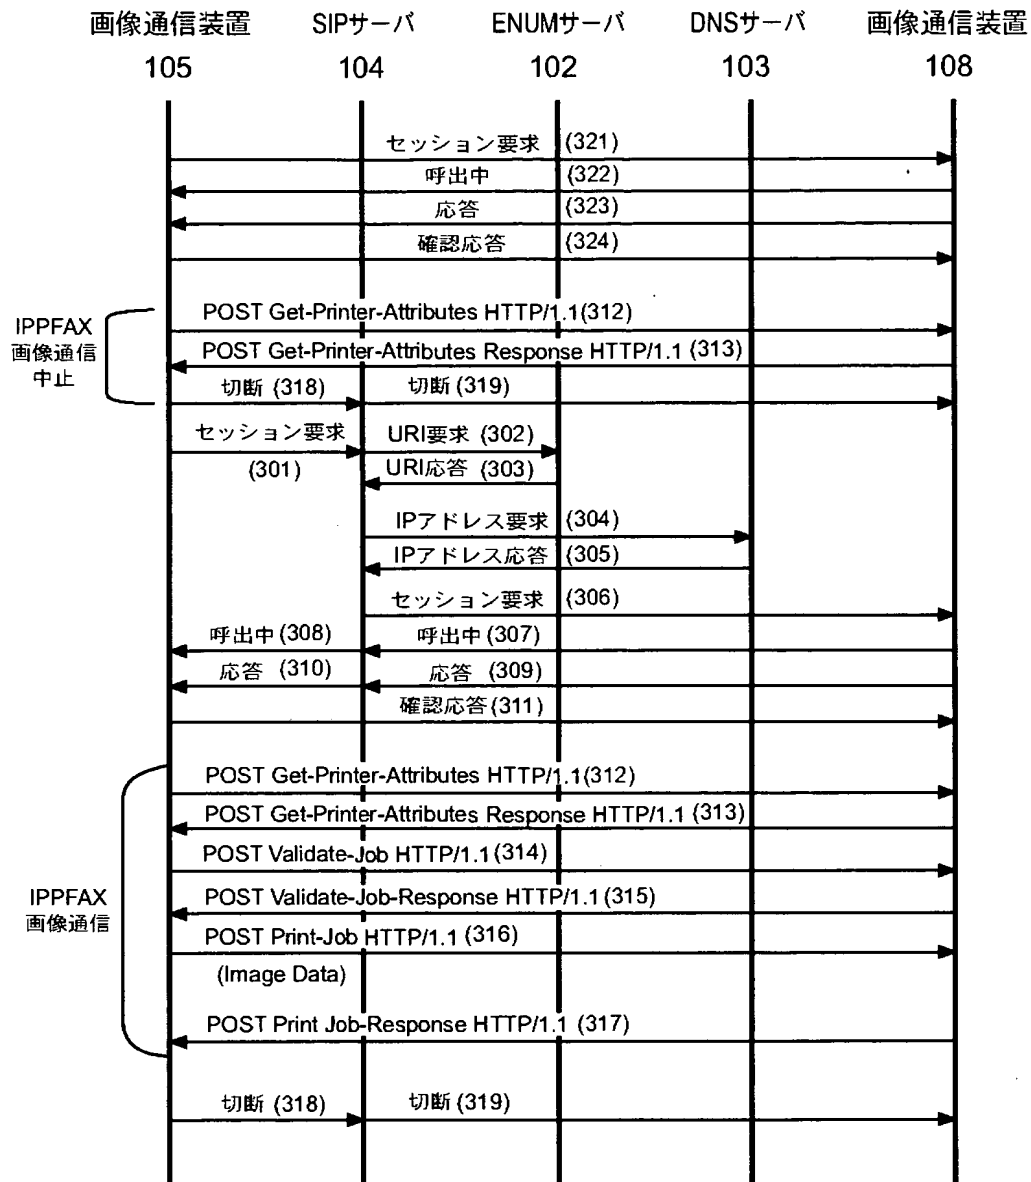 画像通信装置 SIPサーバ ENUMサーバ DNSサーバ 画像通信装置
105 104 102 103 108
セッション要求 (321)
呼出中 (322)
応答 (323)
確認応答 (324)
POST Get-Printer-Attributes HTTP/1.1(312)
IPPFAX
画像通信
中止
POST Get-Printer-Attributes Response HTTP/1.1 (313)
切断 (318) 切断 (319)
セッション要求 URI要求 (302)
(301) URI応答 (303)
IPアドレス要求 (304)
IPアドレス応答 (305)
セッション要求 (306)
呼出中 (308) 呼出中 (307)
応答 (310) 応答 (309)
確認応答 (311)
POST Get-Printer-Attributes HTTP/1.1(312)
POST Get-Printer-Attributes Response HTTP/1.1 (313)
POST Validate-Job HTTP/1.1 (314)
IPPFAX
画像通信
POST Validate-Job-Response HTTP/1.1 (315)
POST Print-Job HTTP/1.1 (316)
(Image Data)
POST Print Job-Response HTTP/1.1 (317)
切断 (318) 切断 (319)